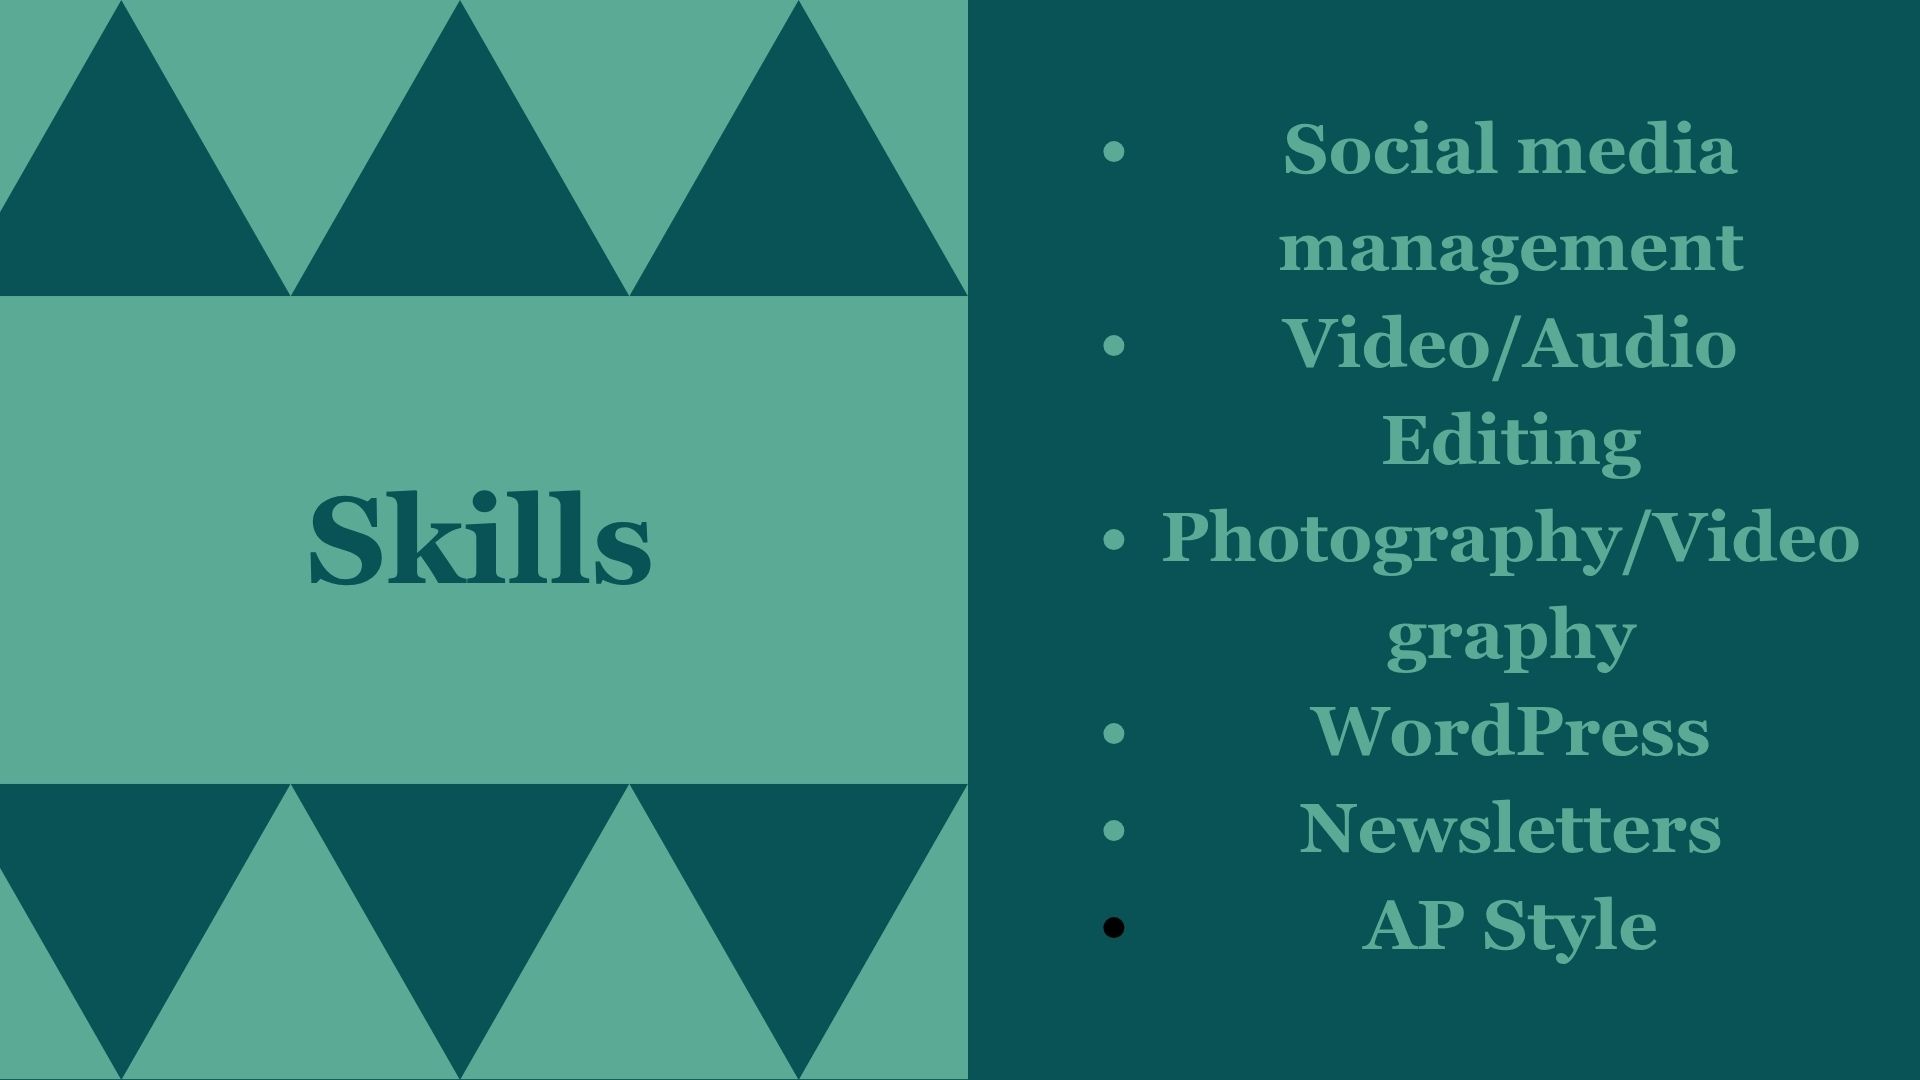 Skills
• Social media
management
• Video/Audio
Editing
• Photography/Video
graphy
• WordPress
• Newsletters
• AP Style